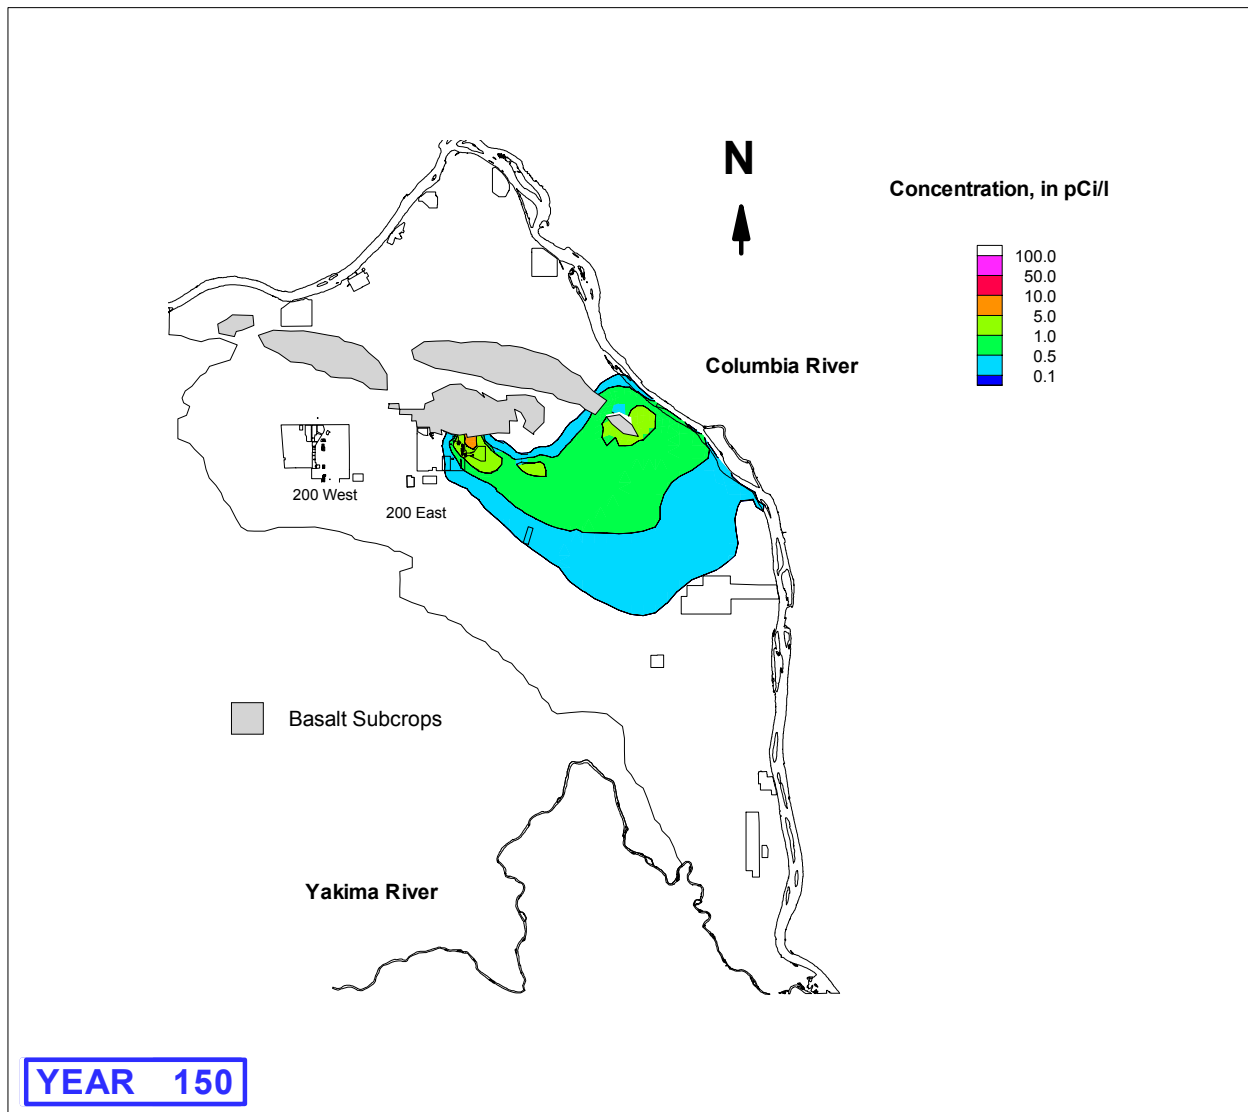 N
Concentration, in pCi/l
100.0
50.0
10.0
5.0
1.0
0.5
0.1
Columbia River
200 West
200 East
Basalt Subcrops
Yakima River
YEAR 150